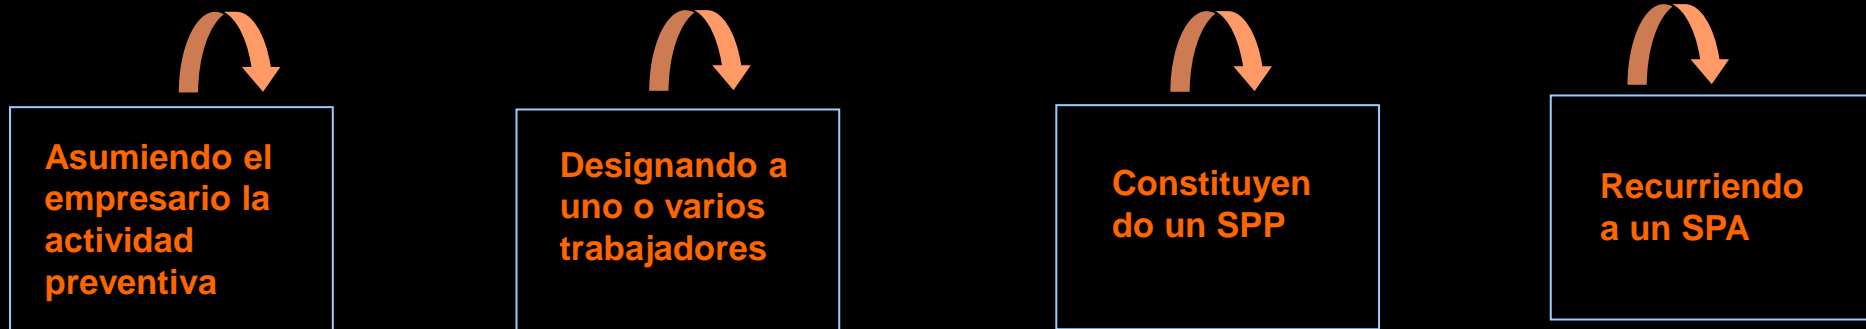 Asumiendo el
empresario la
actividad
preventiva
Designando a
uno o varios
trabajadores
Constituyen
do un SPP
Recurriendo
a un SPA